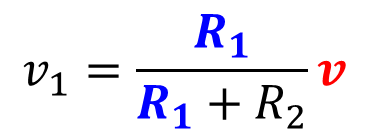 v₁ = R₁ / (R₁ + R₂) v